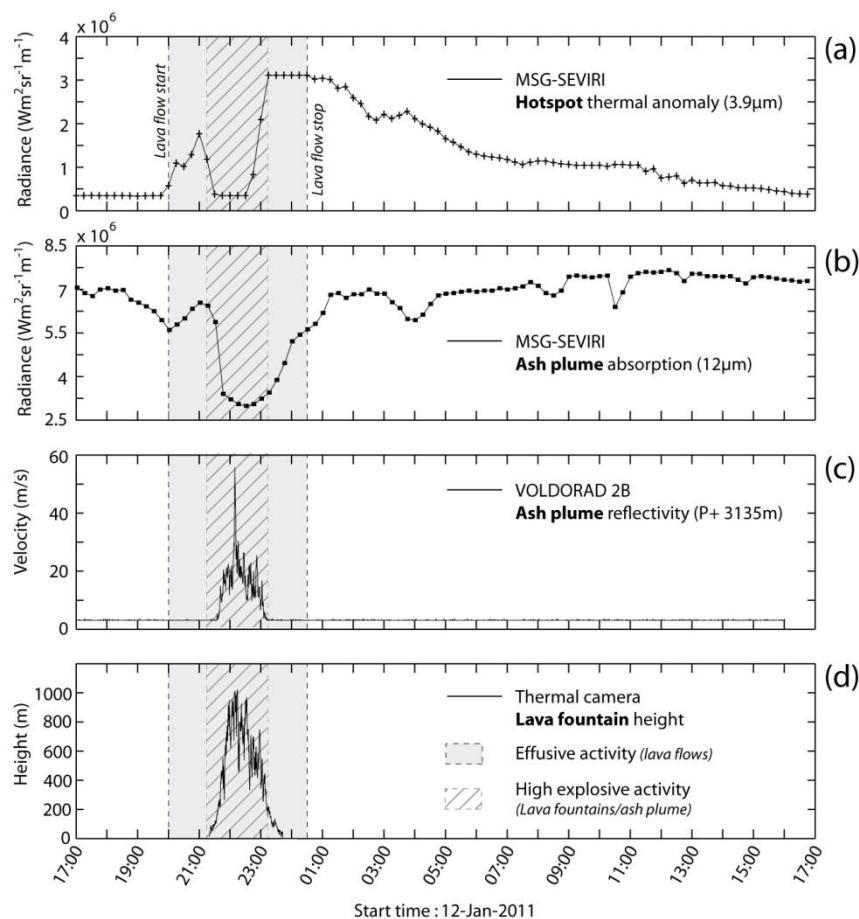 (a)
4
x 10⁶
3
2
1
0
Radiance (Wm²sr⁻¹m⁻¹)
Lava flow start
Lava flow stop
MSG-SEVIRI
Hotspot thermal anomaly (3.9µm)
(b)
8.5
x 10⁶
7
5.5
4
2.5
Radiance (Wm²sr⁻¹m⁻¹)
MSG-SEVIRI
Ash plume absorption (12µm)
(c)
60
40
20
0
Velocity (m/s)
VOLDORAD 2B
Ash plume reflectivity (P+ 3135m)
(d)
1000
800
600
400
200
0
Height (m)
Thermal camera
Lava fountain height
Effusive activity (lava flows)
High explosive activity
(Lava fountains/ash plume)
17:00
19:00
21:00
23:00
01:00
03:00
05:00
07:00
09:00
11:00
13:00
15:00
17:00
Start time : 12-Jan-2011